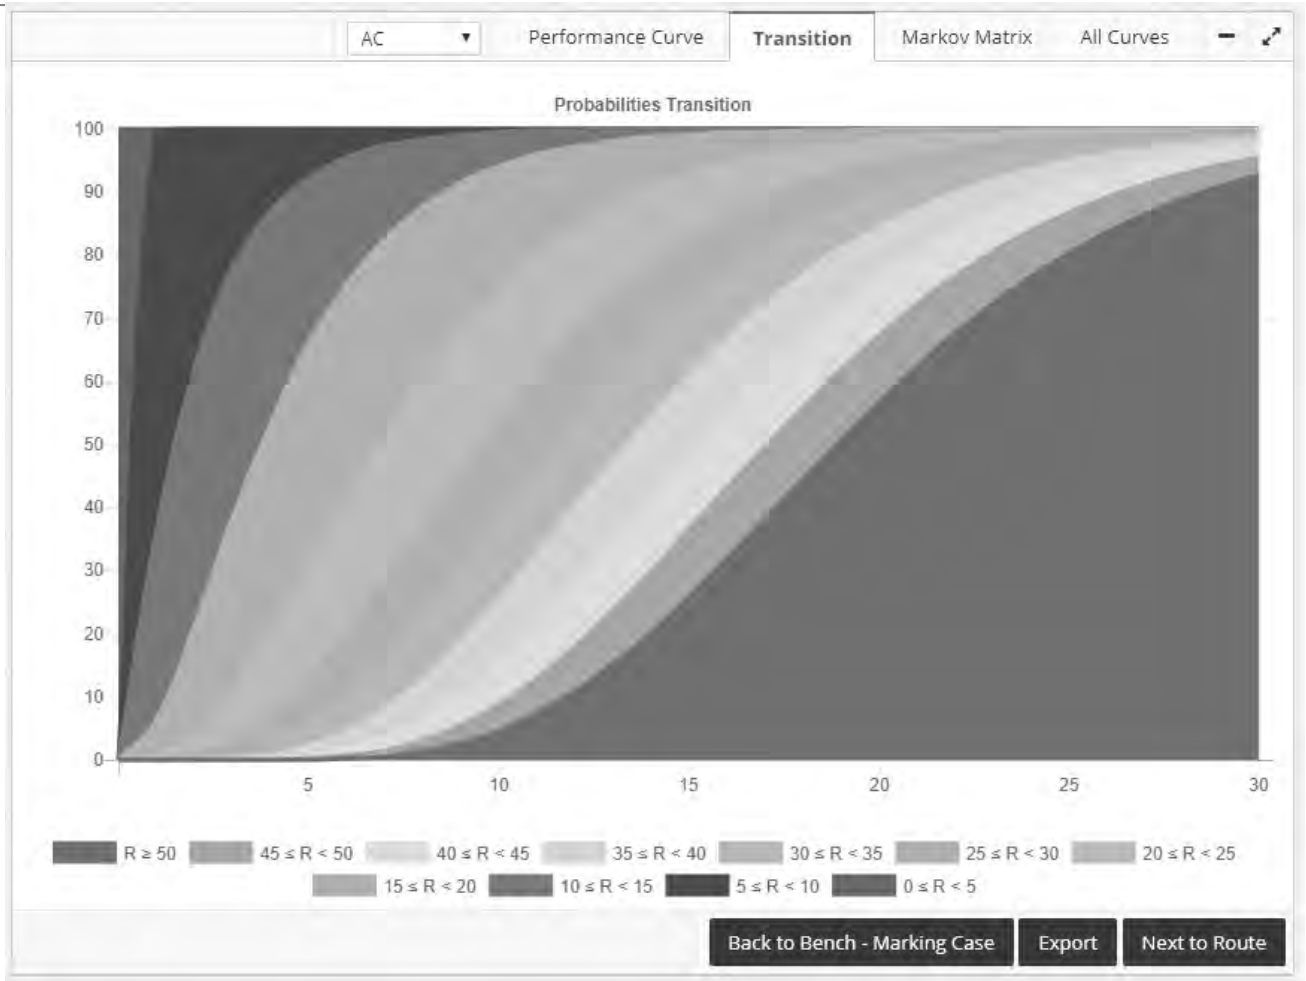 AC ▼ Performance Curve Transition Markov Matrix All Curves
Probabilities Transition
100
90
80
70
60
50
40
30
20
10
0
5 10 15 20 25 30
R ≥ 50 45 ≤ R < 50 40 ≤ R < 45 35 ≤ R < 40 30 ≤ R < 35 25 ≤ R < 30 20 ≤ R < 25
15 ≤ R < 20 10 ≤ R < 15 5 ≤ R < 10 0 ≤ R < 5
Back to Bench - Marking Case Export Next to Route